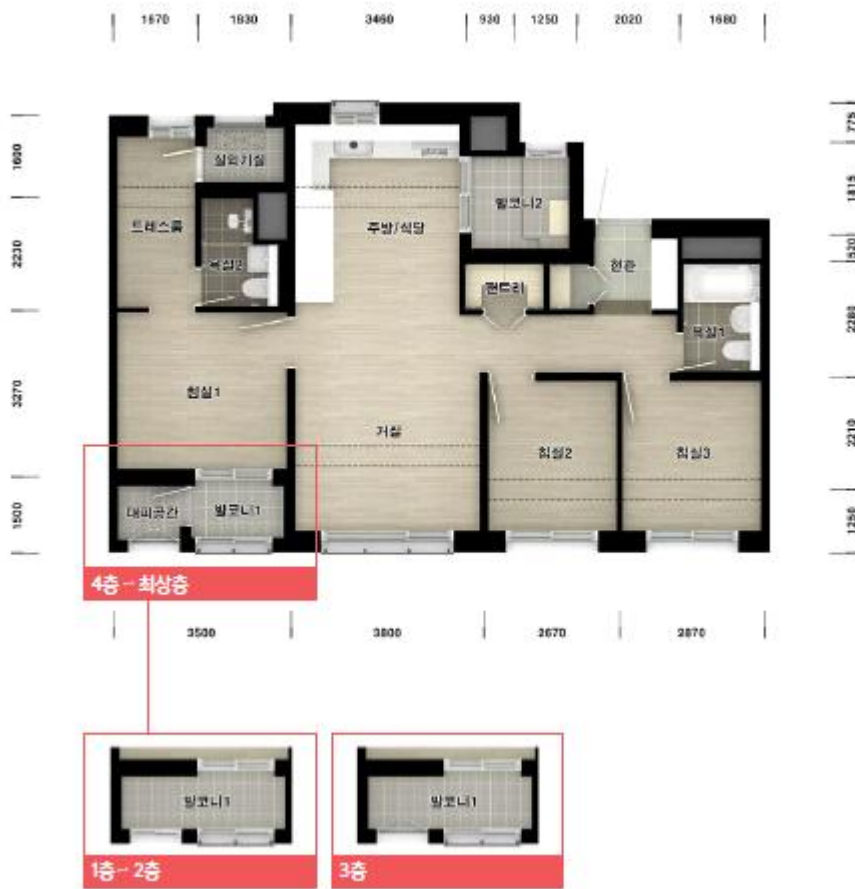 1670 1830 3460 930 1250 2020 1680
775
1600
실외기실
1815
드레스룸
주방/식당
발코니2
2230
욕실2
520
현관
팬트리
2280
욕실1
침실1
3270
거실
침실2
침실3
2210
대피공간
발코니1
1500
1250
4층 - 최상층
3500 3800 2670 2870
발코니1
발코니1
1층 - 2층
3층